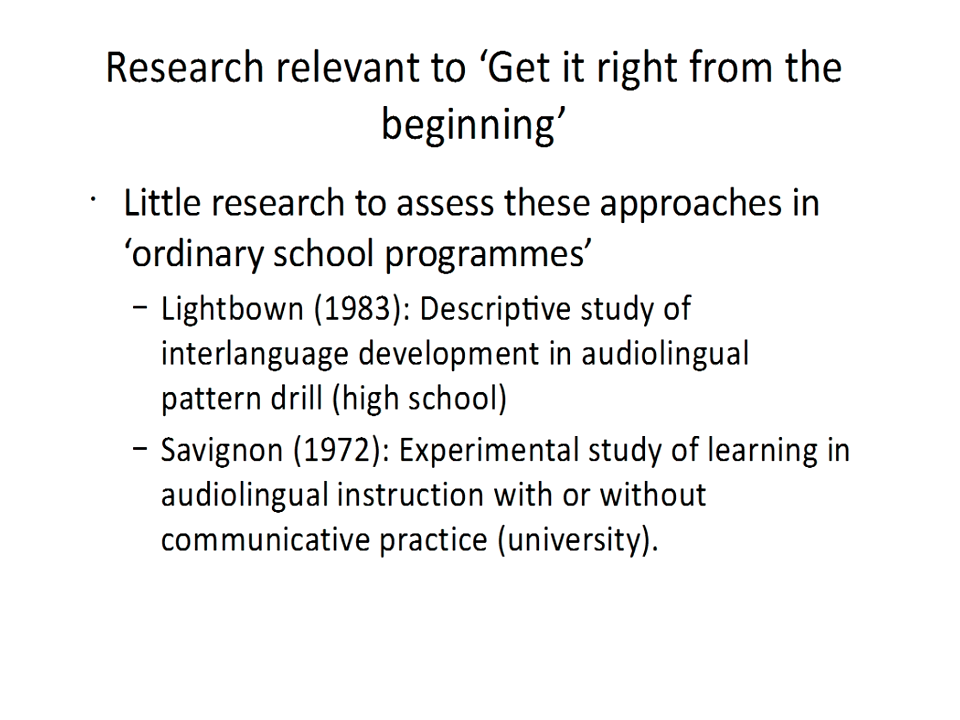 Research relevant to ‘Get it right from the
beginning’
• Little research to assess these approaches in
‘ordinary school programmes’
– Lightbown (1983): Descriptive study of
interlanguage development in audiolingual
pattern drill (high school)
– Savignon (1972): Experimental study of learning in
audiolingual instruction with or without
communicative practice (university).